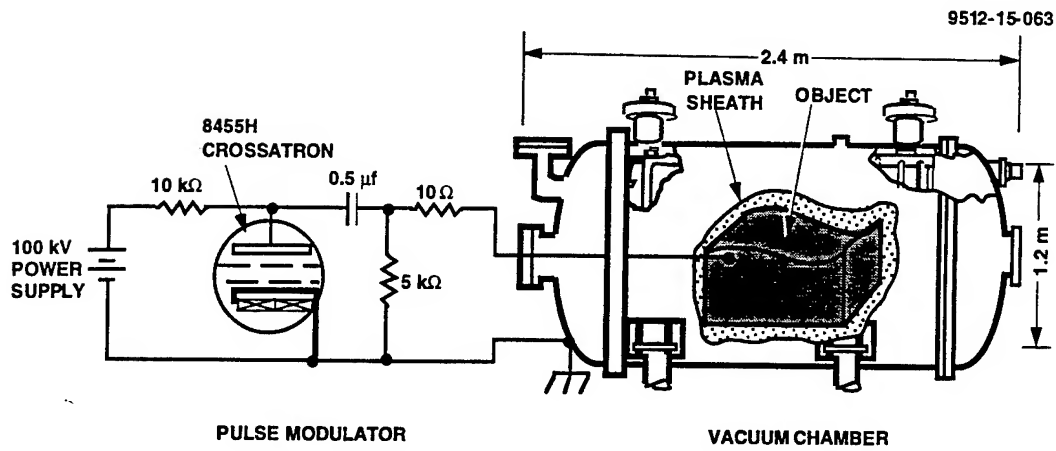 9512-15-063
2.4 m
PLASMA
SHEATH
OBJECT
8455H
CROSSATRON
10 kΩ
0.5 µf
10 Ω
100 kV
POWER
SUPPLY
5 kΩ
1.2 m
PULSE MODULATOR
VACUUM CHAMBER